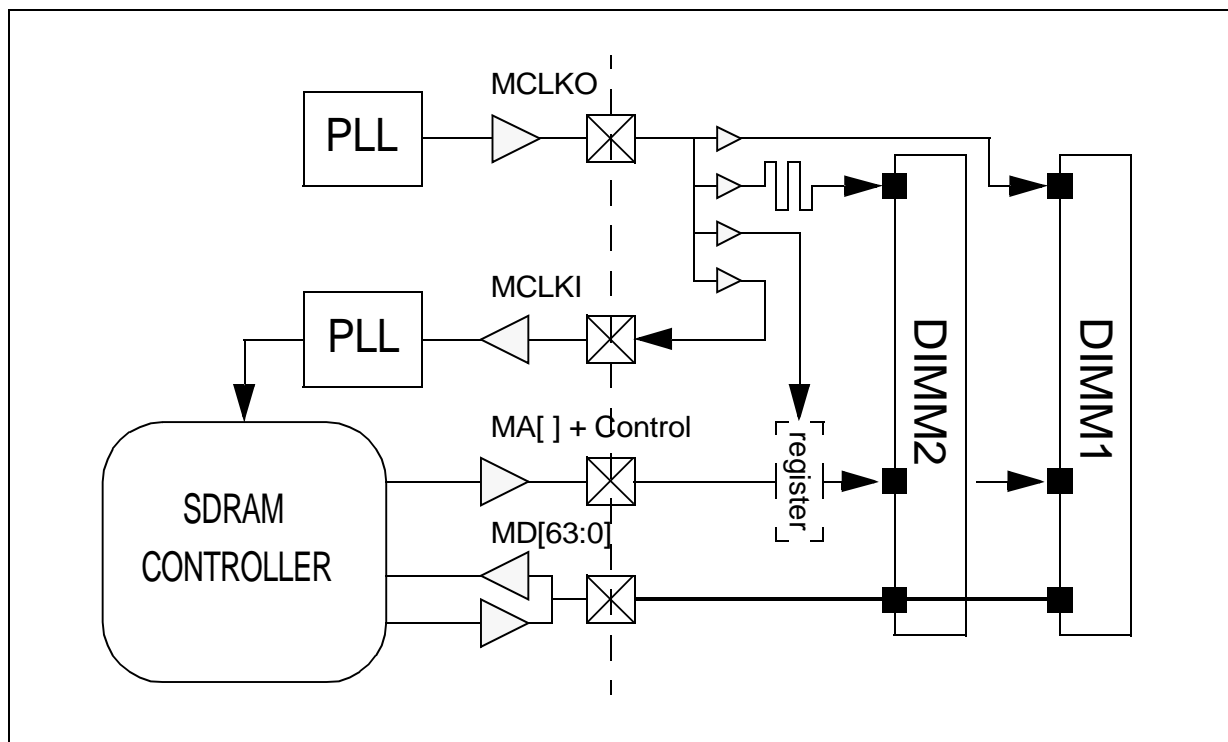 MCLKO
PLL
MCLKI
PLL
DIMM2
DIMM1
MA[ ] + Control
register
SDRAM
CONTROLLER
MD[63:0]